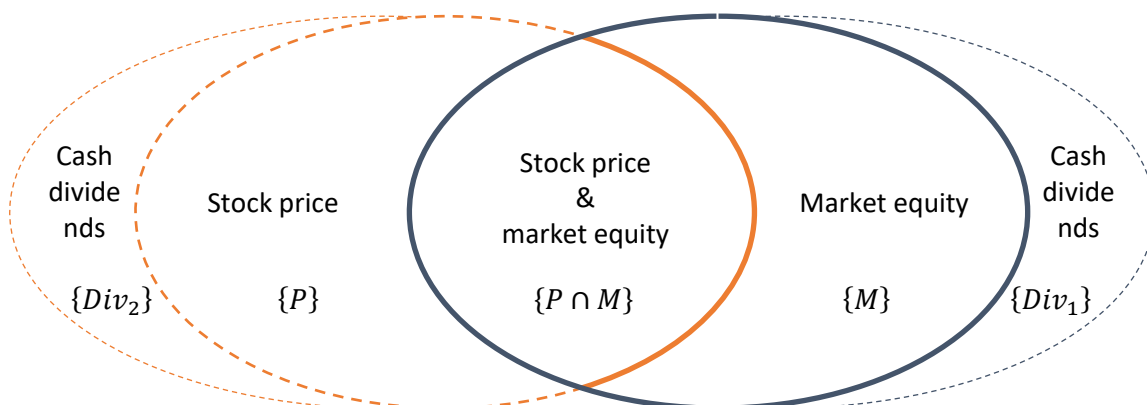 Cash
divide
nds
{Div₂}
Stock price
{P}
Stock price
&
market equity
{P ∩ M}
Market equity
{M}
Cash
divide
nds
{Div₁}